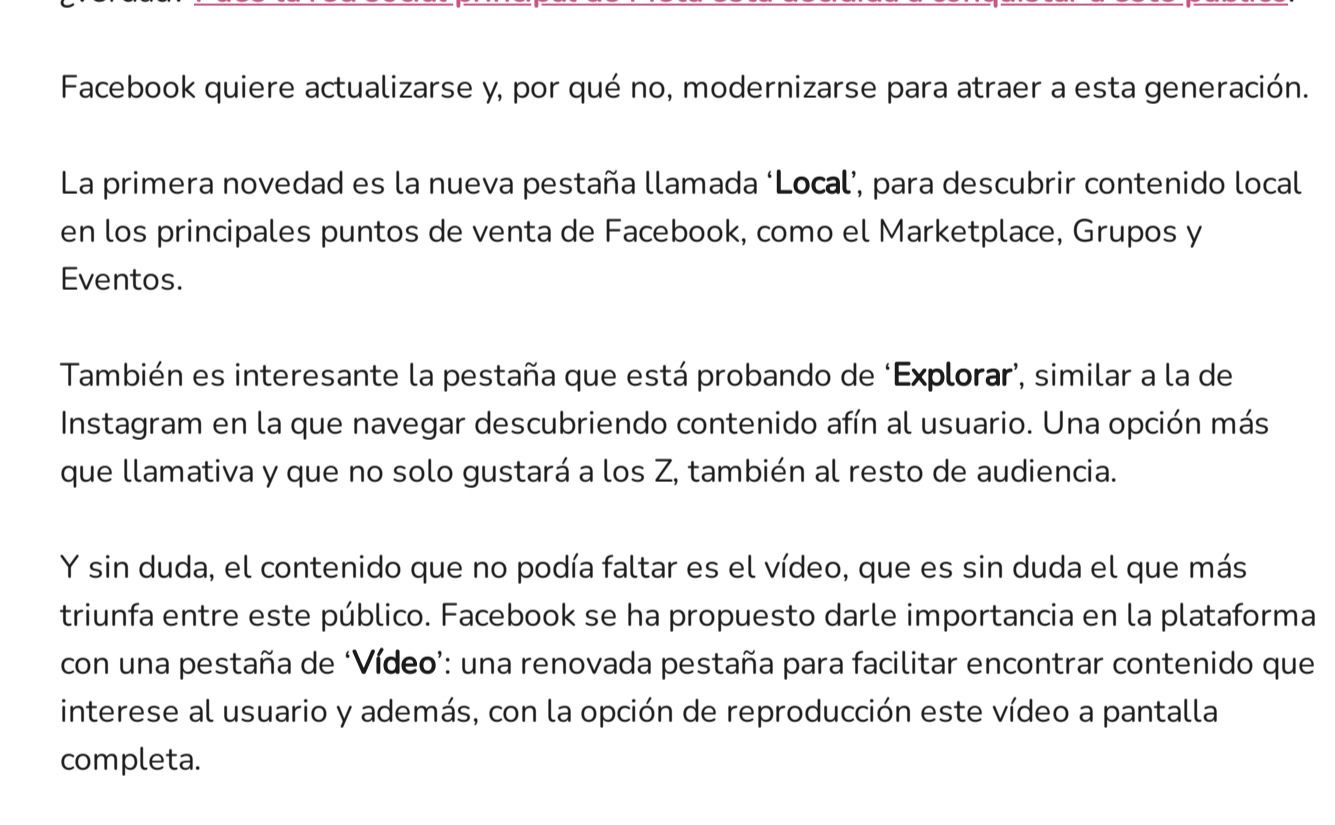 Facebook quiere actualizarse y, por qué no, modernizarse para atraer a esta generación.
La primera novedad es la nueva pestaña llamada ‘Local’, para descubrir contenido local
en los principales puntos de venta de Facebook, como el Marketplace, Grupos y
Eventos.
También es interesante la pestaña que está probando de ‘Explorar’, similar a la de
Instagram en la que navegar descubriendo contenido afín al usuario. Una opción más
que llamativa y que no solo gustará a los Z, también al resto de audiencia.
Y sin duda, el contenido que no podía faltar es el vídeo, que es sin duda el que más
triunfa entre este público. Facebook se ha propuesto darle importancia en la plataforma
con una pestaña de ‘Vídeo’: una renovada pestaña para facilitar encontrar contenido que
interese al usuario y además, con la opción de reproducción este vídeo a pantalla
completa.